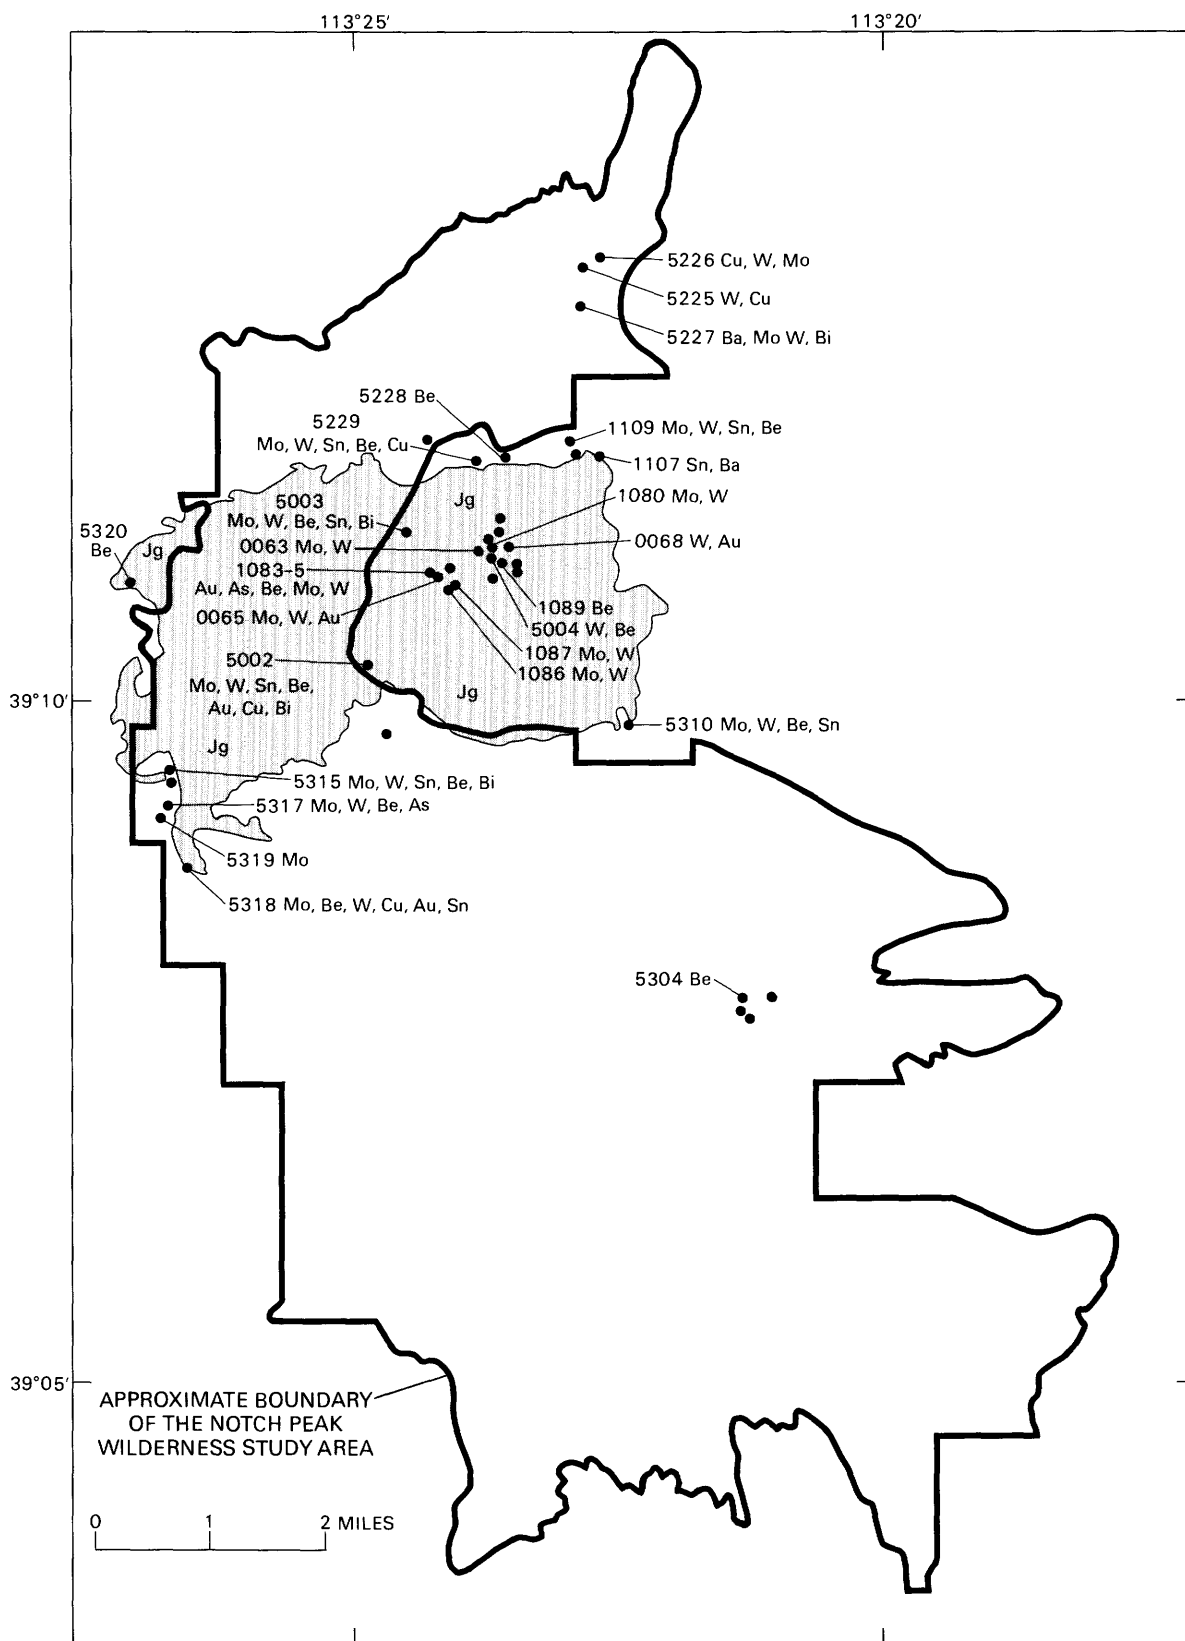 113°25′
113°20′
5226 Cu, W, Mo
5225 W, Cu
5227 Ba, Mo W, Bi
5228 Be
5229
Mo, W, Sn, Be, Cu
1109 Mo, W, Sn, Be
1107 Sn, Ba
Jg
1080 Mo, W
5003
Mo, W, Be, Sn, Bi
5320
Be
Jg
0063 Mo, W
0068 W, Au
1083-5
Au, As, Be, Mo, W
1089 Be
0065 Mo, W, Au
5004 W, Be
1087 Mo, W
5002
1086 Mo, W
Mo, W, Sn, Be,
Au, Cu, Bi
Jg
39°10′
5310 Mo, W, Be, Sn
Jg
5315 Mo, W, Sn, Be, Bi
5317 Mo, W, Be, As
5319 Mo
5318 Mo, Be, W, Cu, Au, Sn
5304 Be
39°05′
APPROXIMATE BOUNDARY
OF THE NOTCH PEAK
WILDERNESS STUDY AREA
0 1 2 MILES